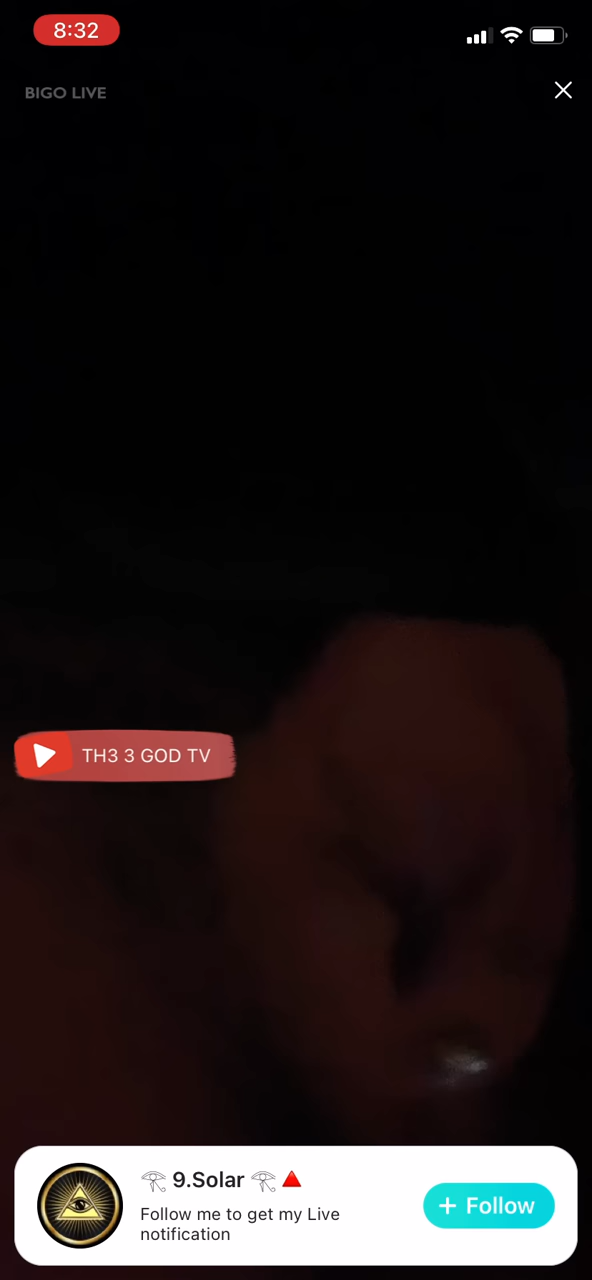 8:32
BIGO LIVE
TH3 3 GOD TV
𓂀 9.Solar 𓂀🔺
Follow me to get my Live
notification
+ Follow